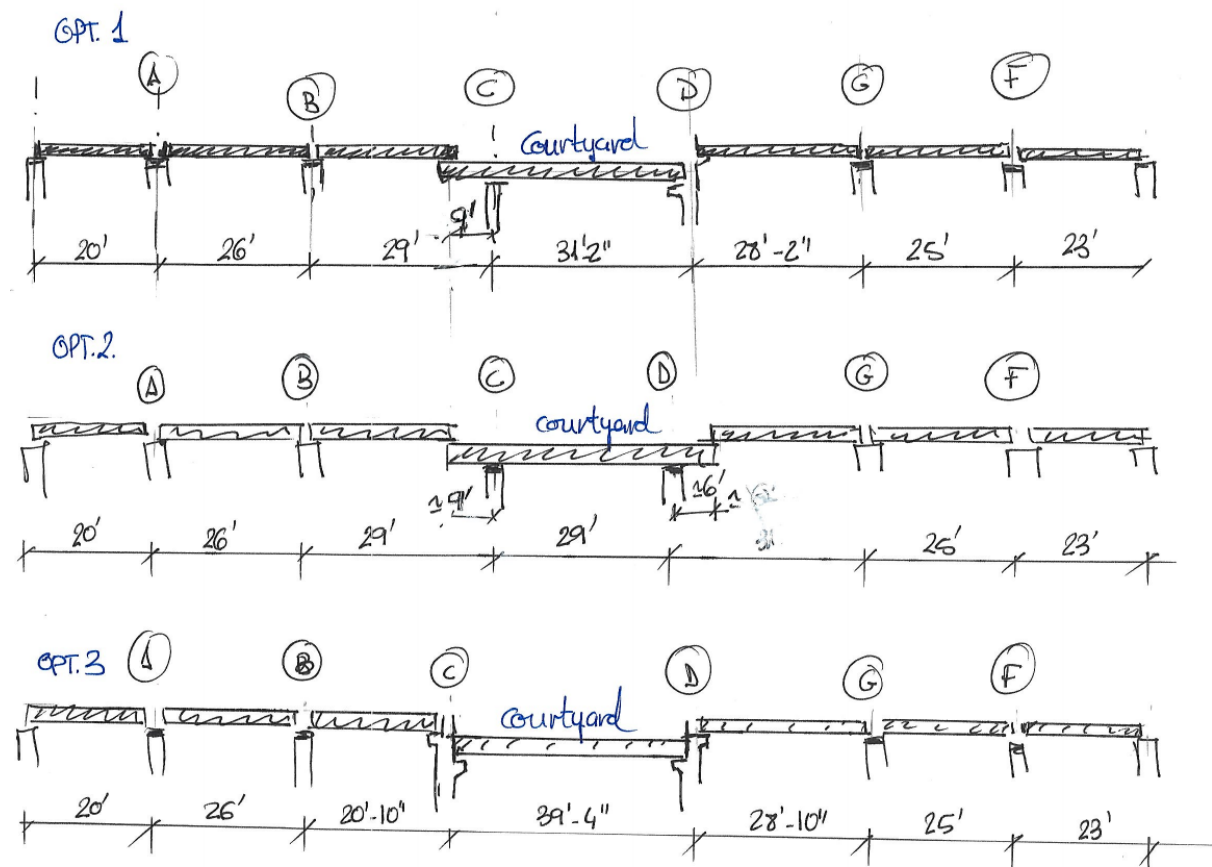 OPT. 1
A B C D G F
Courtyard
9'
20' 26' 29' 31'2" 28'-2" 25' 23'
OPT.2.
A B C D G F
courtyard
~9' ~6' ~
20' 26' 29' 29' 25' 23'
OPT.3 A B C D G F
courtyard
20' 26' 20'-10" 39'-4" 28'-10" 25' 23'